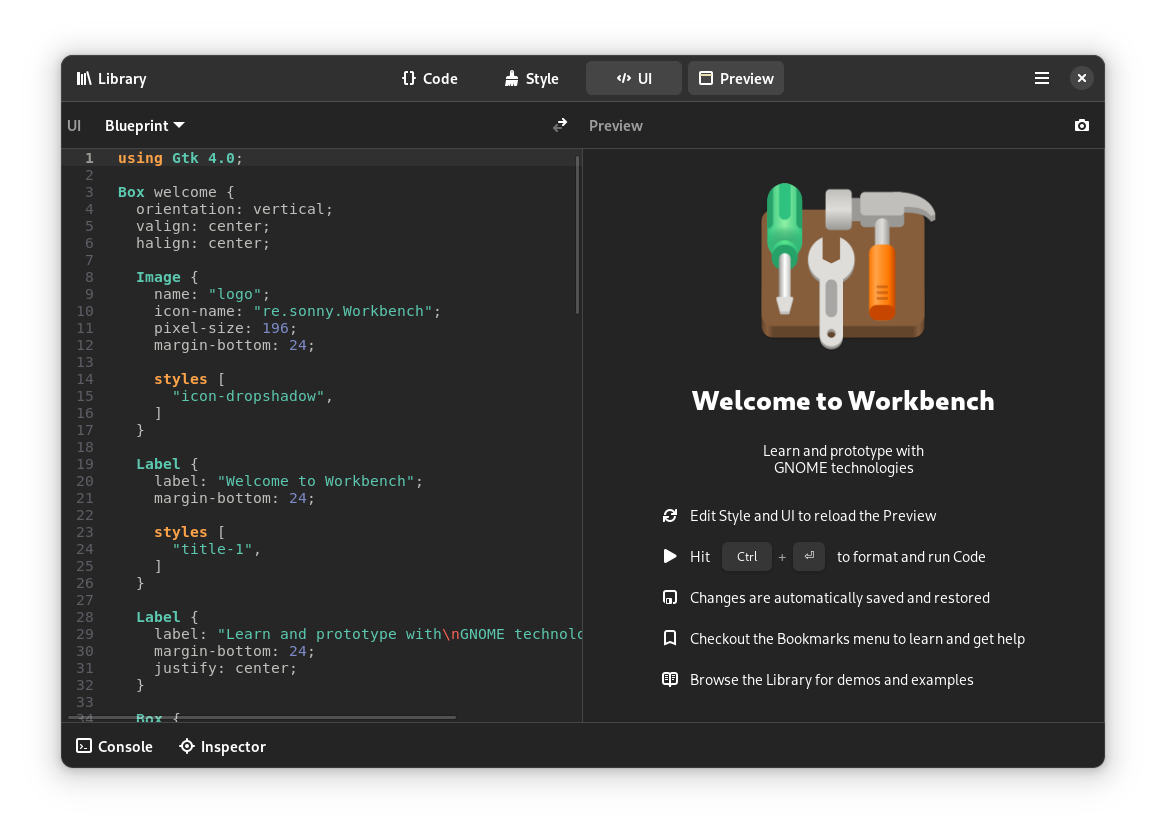 Library
Code
Style
UI
Preview
UI
Blueprint
Preview
1 using Gtk 4.0;
2
3 Box welcome {
4 orientation: vertical;
5 valign: center;
6 halign: center;
7
8 Image {
9 name: "logo";
10 icon-name: "re.sonny.Workbench";
11 pixel-size: 196;
12 margin-bottom: 24;
13
14 styles [
15 "icon-dropshadow",
16 ]
17 }
18
19 Label {
20 label: "Welcome to Workbench";
21 margin-bottom: 24;
22
23 styles [
24 "title-1",
25 ]
26 }
27
28 Label {
29 label: "Learn and prototype with\nGNOME technolo
30 margin-bottom: 24;
31 justify: center;
32 }
33
34 Box {
Welcome to Workbench
Learn and prototype with
GNOME technologies
Edit Style and UI to reload the Preview
Hit Ctrl + ⏎ to format and run Code
Changes are automatically saved and restored
Checkout the Bookmarks menu to learn and get help
Browse the Library for demos and examples
Console
Inspector